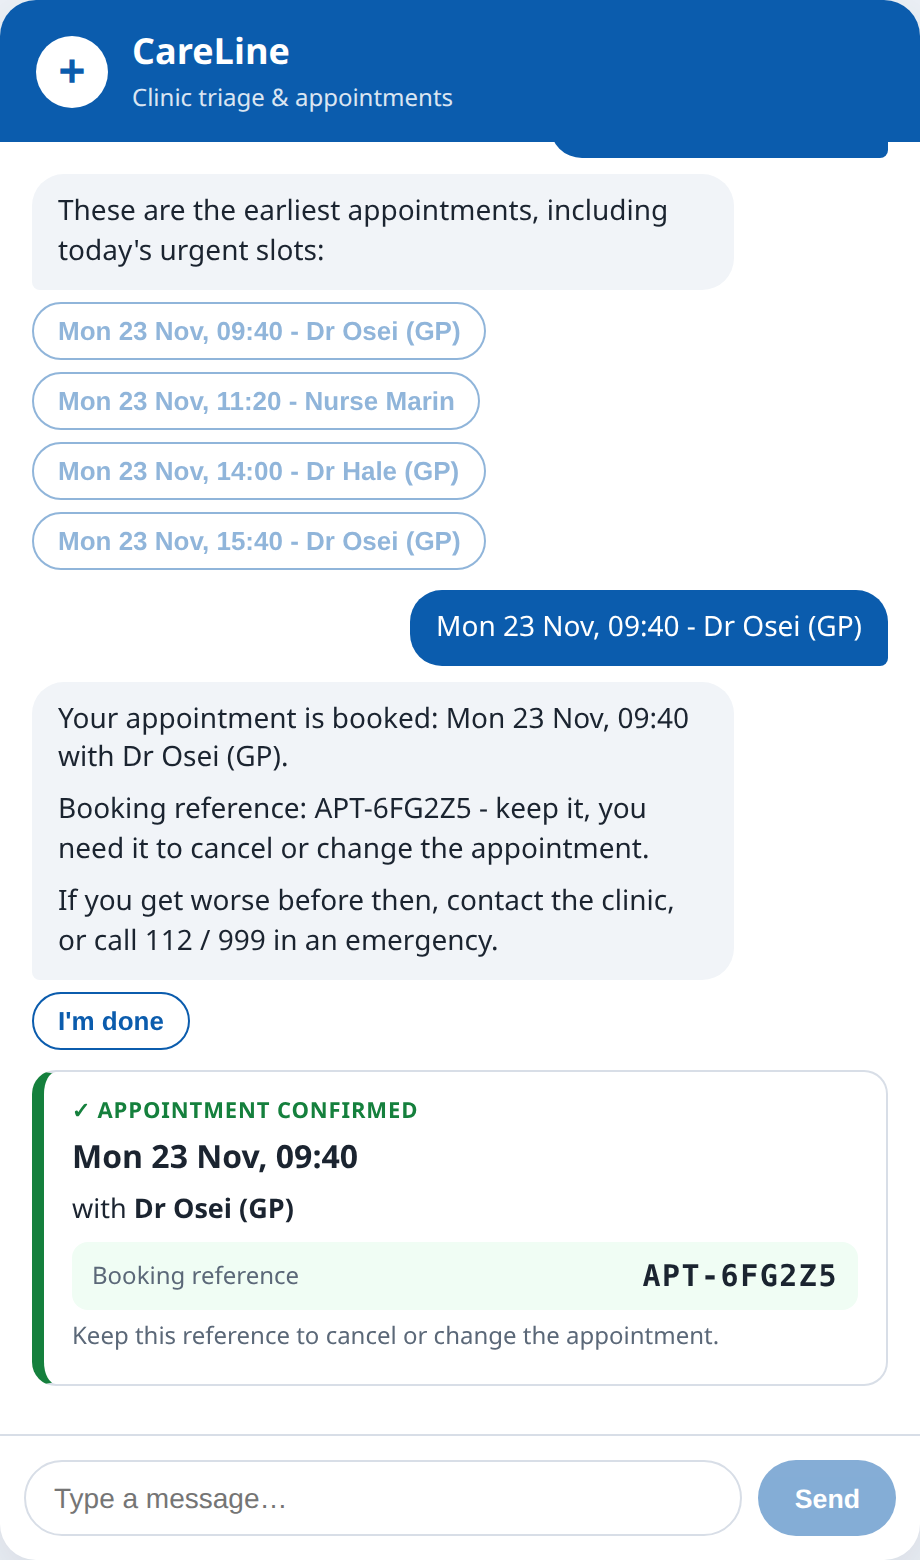 +
CareLine
Clinic triage & appointments
These are the earliest appointments, including
today's urgent slots:
Mon 23 Nov, 09:40 - Dr Osei (GP)
Mon 23 Nov, 11:20 - Nurse Marin
Mon 23 Nov, 14:00 - Dr Hale (GP)
Mon 23 Nov, 15:40 - Dr Osei (GP)
Mon 23 Nov, 09:40 - Dr Osei (GP)
Your appointment is booked: Mon 23 Nov, 09:40
with Dr Osei (GP).
Booking reference: APT-6FG2Z5 - keep it, you
need it to cancel or change the appointment.
If you get worse before then, contact the clinic,
or call 112 / 999 in an emergency.
I'm done
✓ APPOINTMENT CONFIRMED
Mon 23 Nov, 09:40
with Dr Osei (GP)
Booking reference APT-6FG2Z5
Keep this reference to cancel or change the appointment.
Type a message… Send